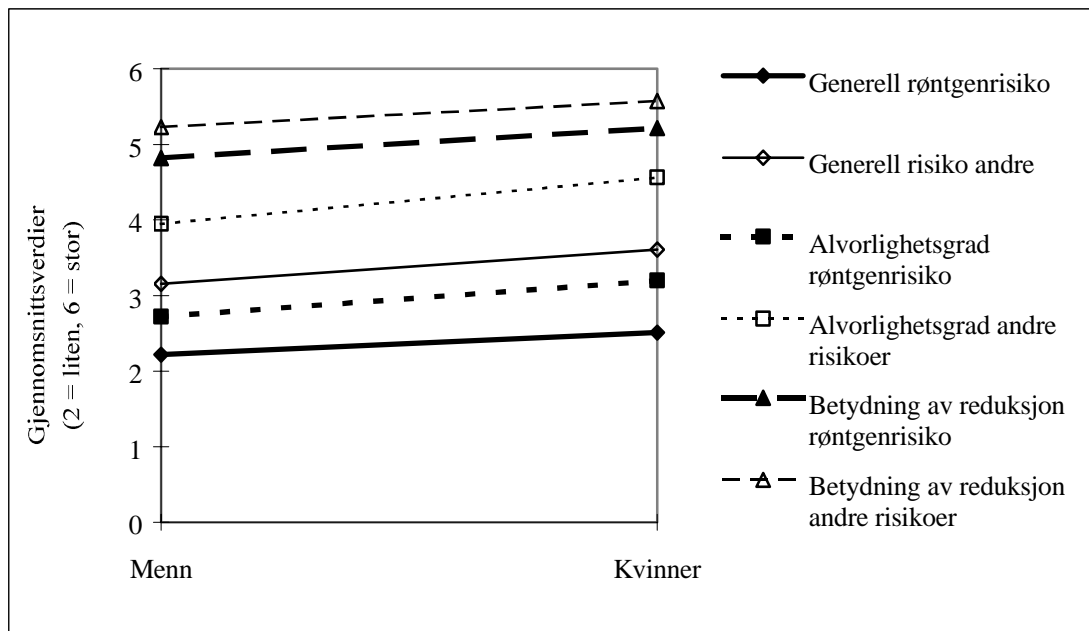 Gjennomsnittsverdier
(2 = liten, 6 = stor)
6
5
4
3
2
1
0
Menn
Kvinner
Generell røntgenrisiko
Generell risiko andre
Alvorlighetsgrad
røntgenrisiko
Alvorlighetsgrad andre
risikoer
Betydning av reduksjon
røntgenrisiko
Betydning av reduksjon
andre risikoer